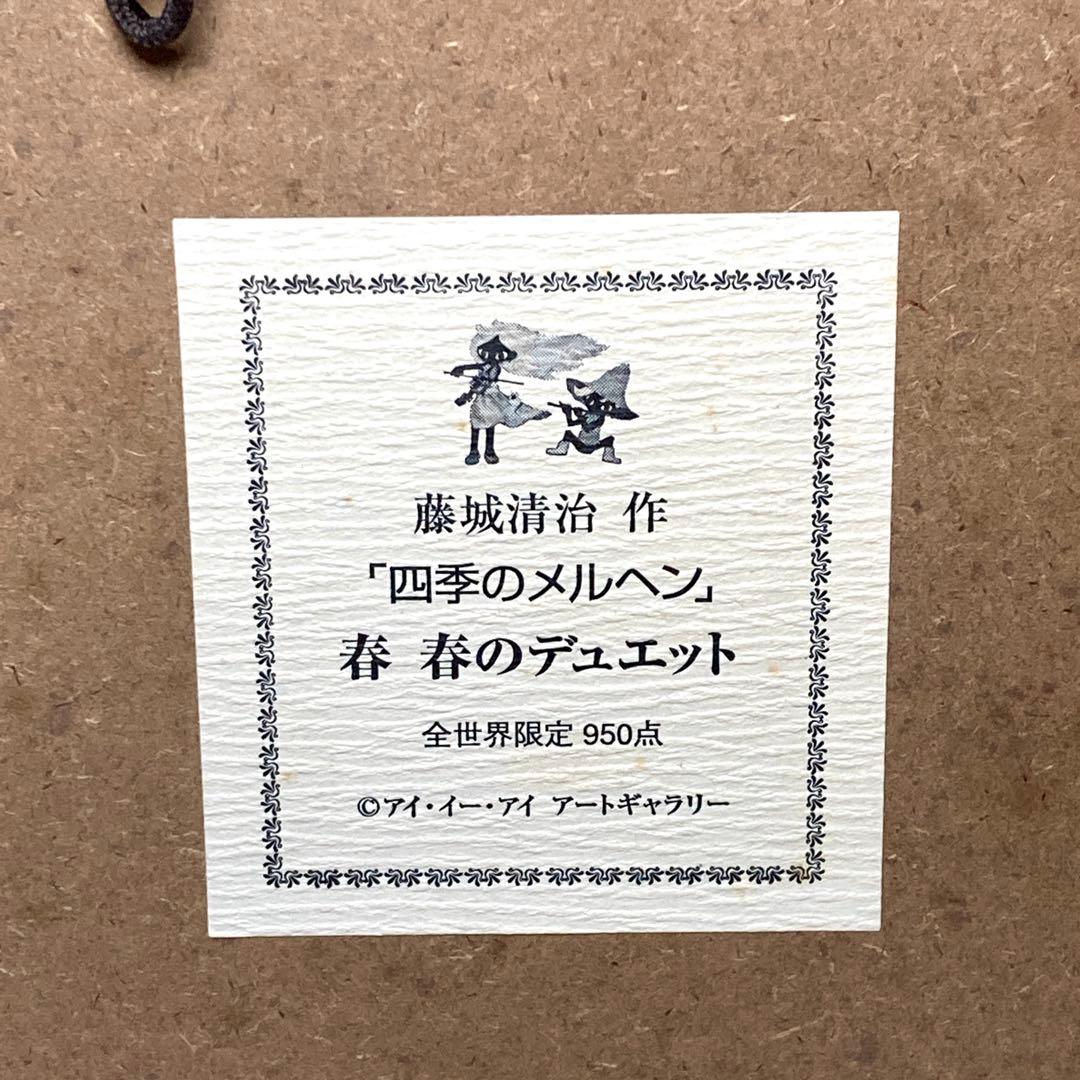 藤城清治 作
「四季のメルヘン」
春 春のデュエット
全世界限定 950点
©アイ・イー・アイ アートギャラリー